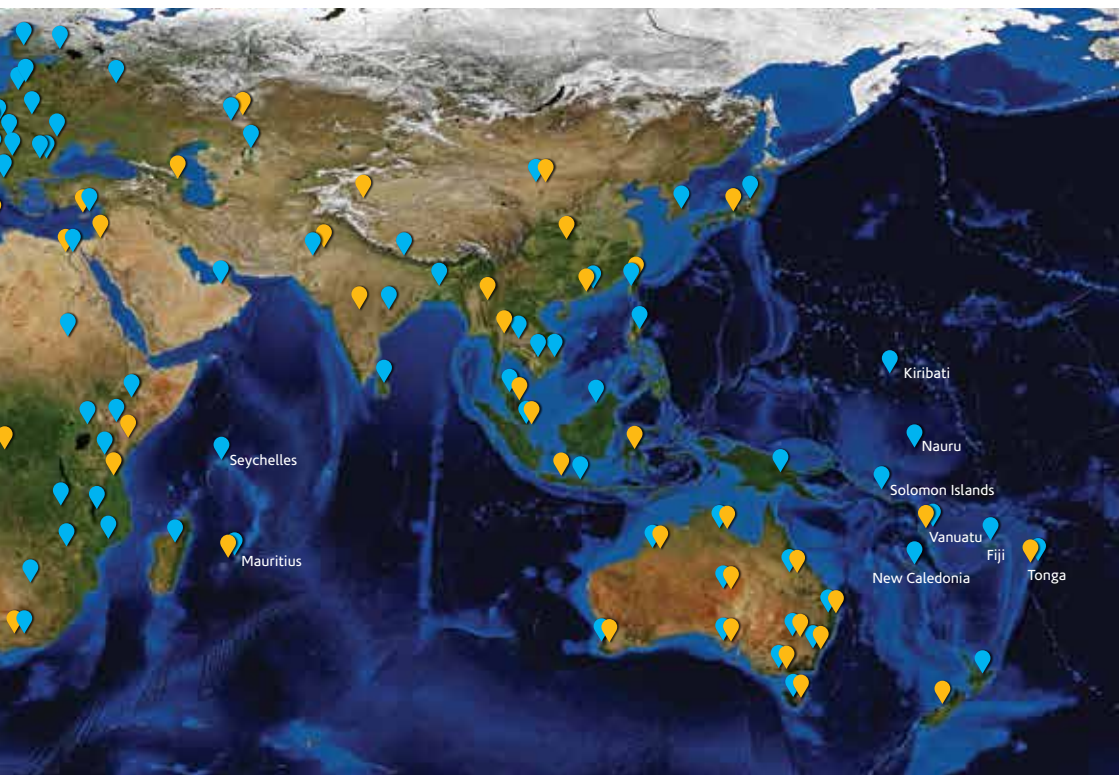 Kiribati
Nauru
Seychelles
Solomon Islands
Vanuatu
Fiji
Mauritius
New Caledonia
Tonga